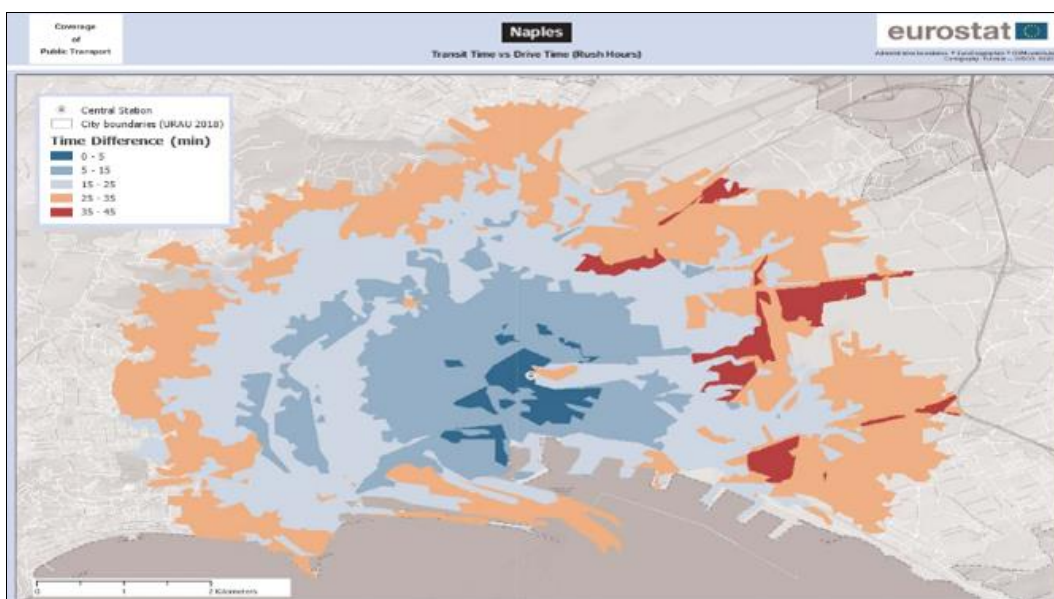 Coverage
of
Public Transport
Naples
Transit Time vs Drive Time (Rush Hours)
eurostat
Central Station
City boundaries (URAU 2018)
Time Difference (min)
0 - 5
5 - 15
15 - 25
25 - 35
35 - 45
0 1 2 Kilometers